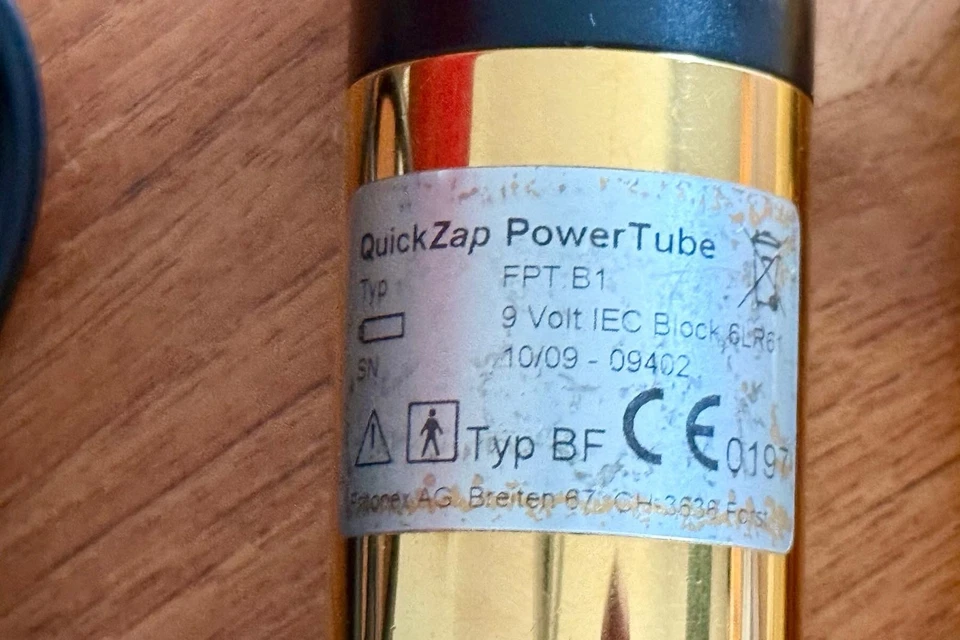 QuickZap PowerTube
Typ FPT B1
9 Volt IEC Block, 6LR61
SN 10/09 - 09402
Typ BF CE 0197
AG Breiten 67, CH-3636 Forst